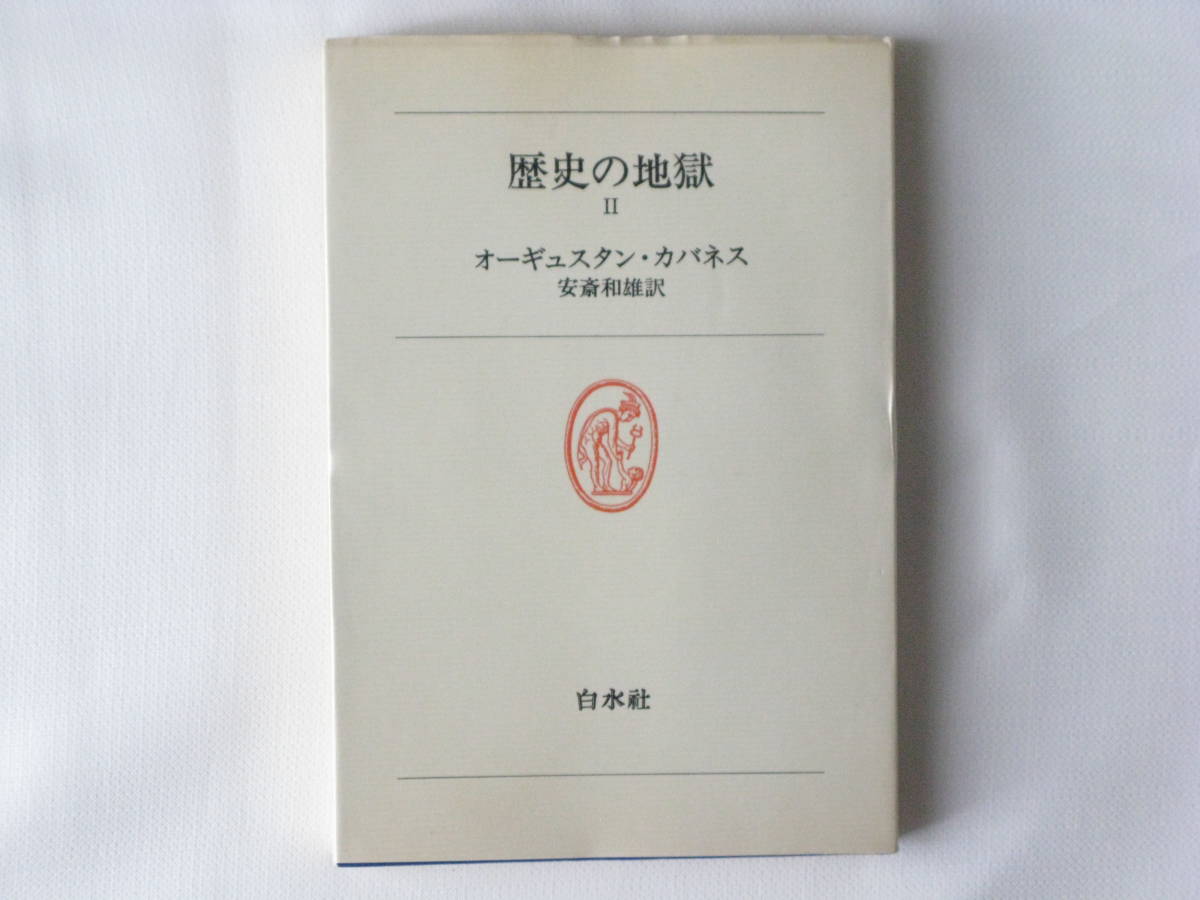 歴史の地獄
II
オーギュスタン・カバネス
安斎和雄訳
白水社